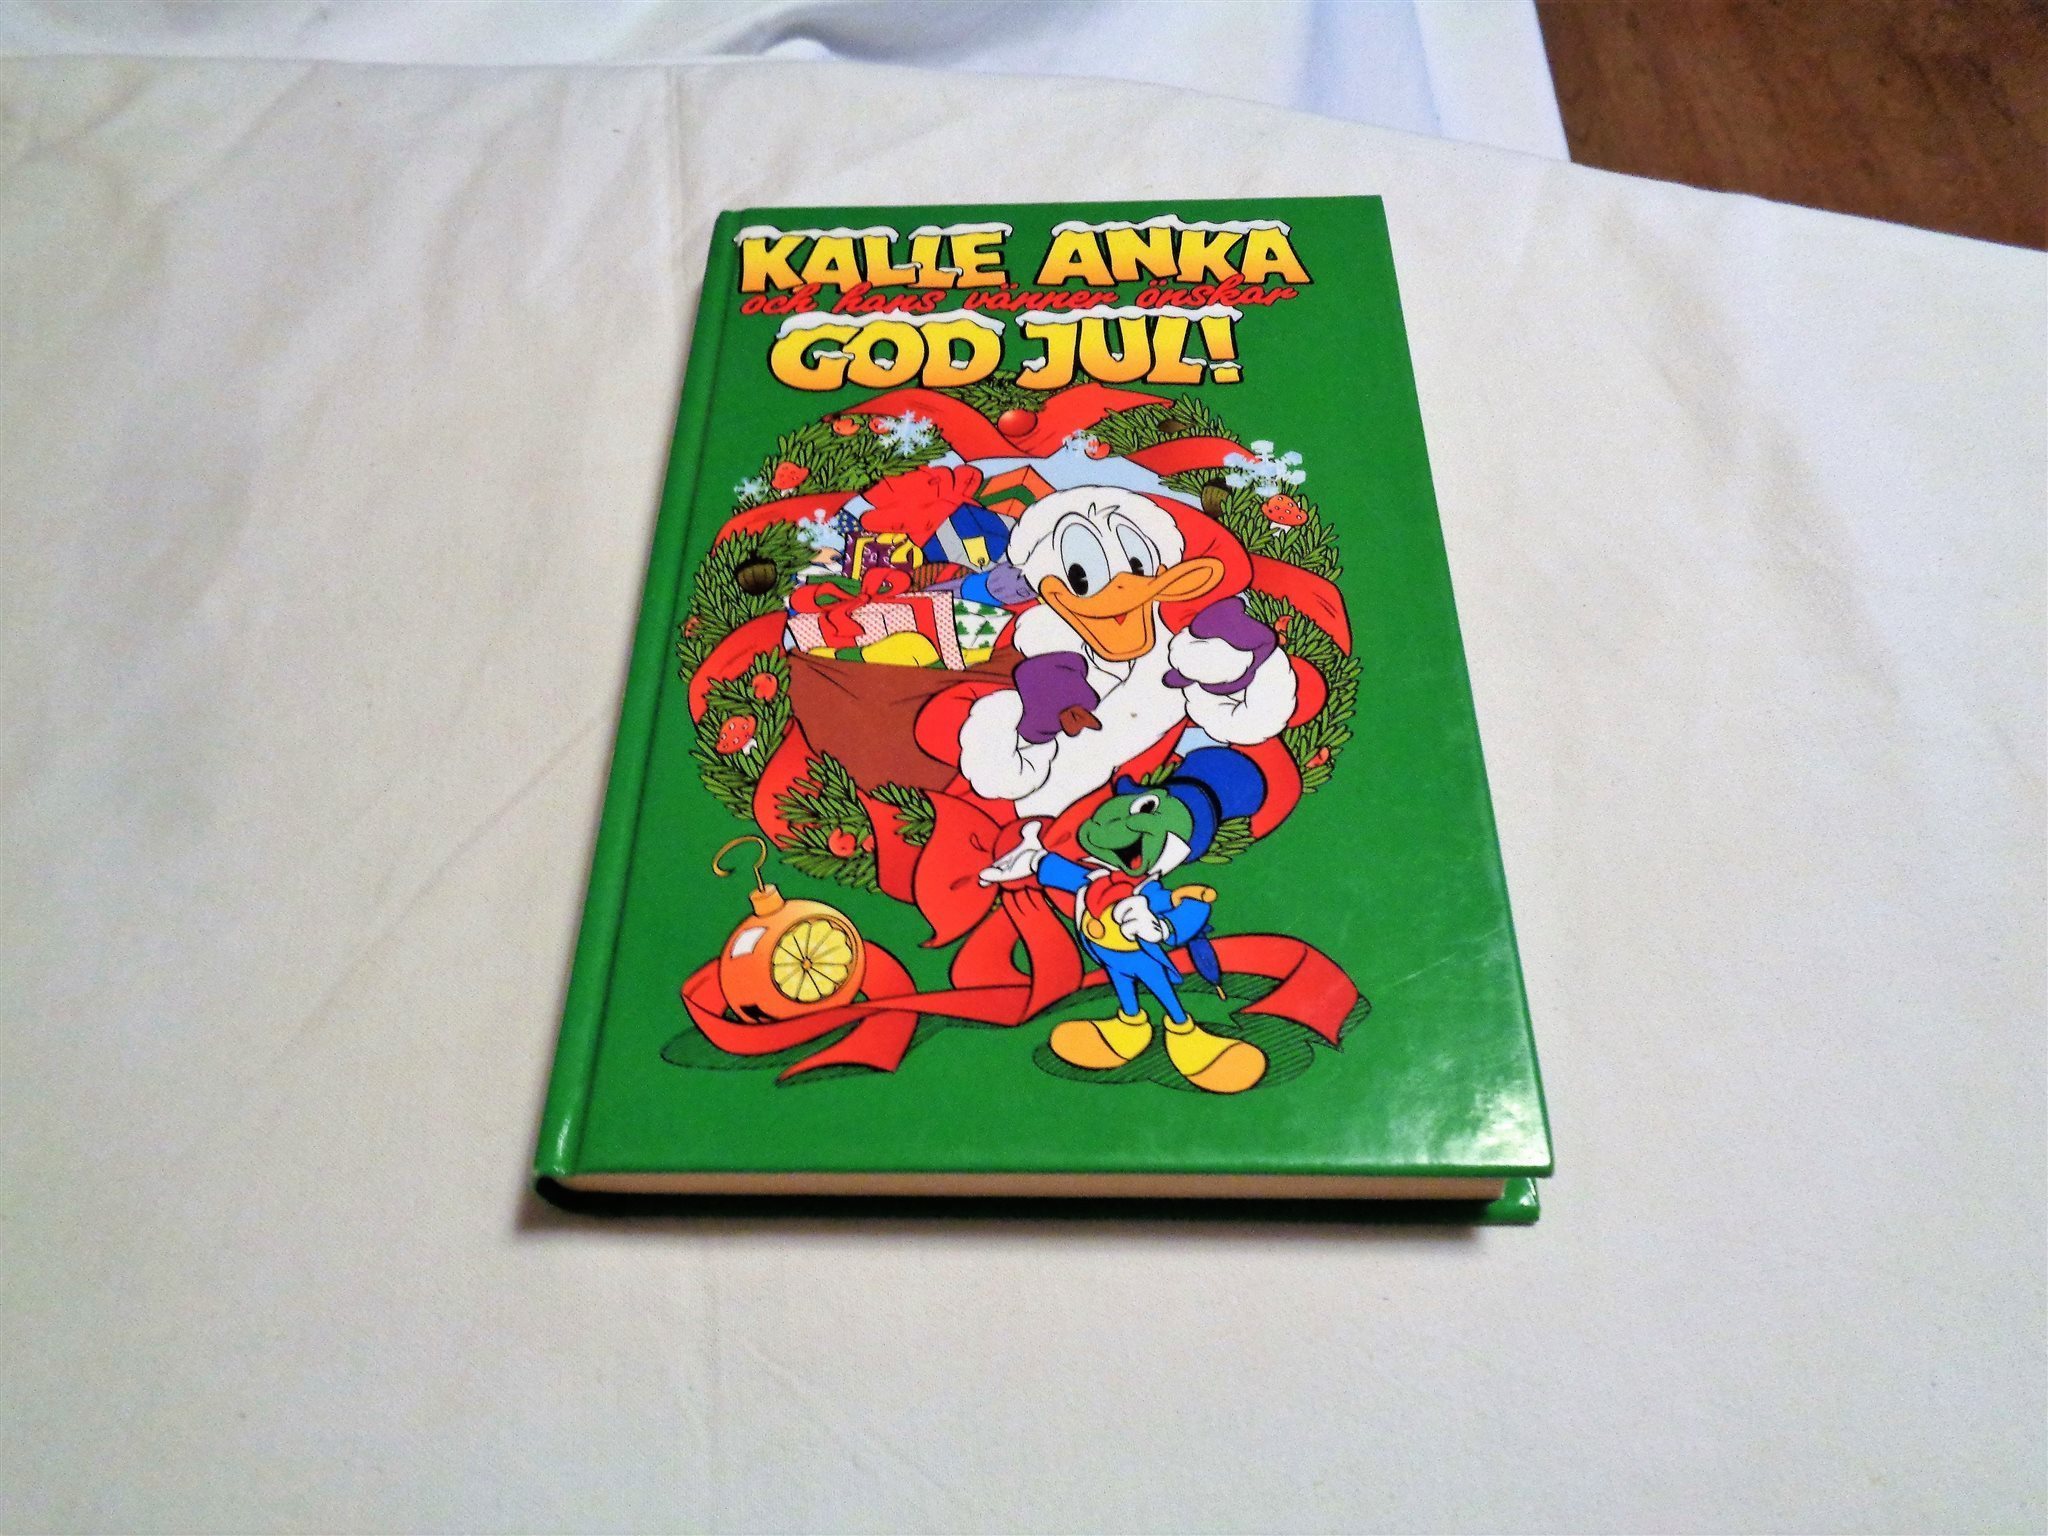 KALLE ANKA
och hans vänner önskar
GOD JUL!